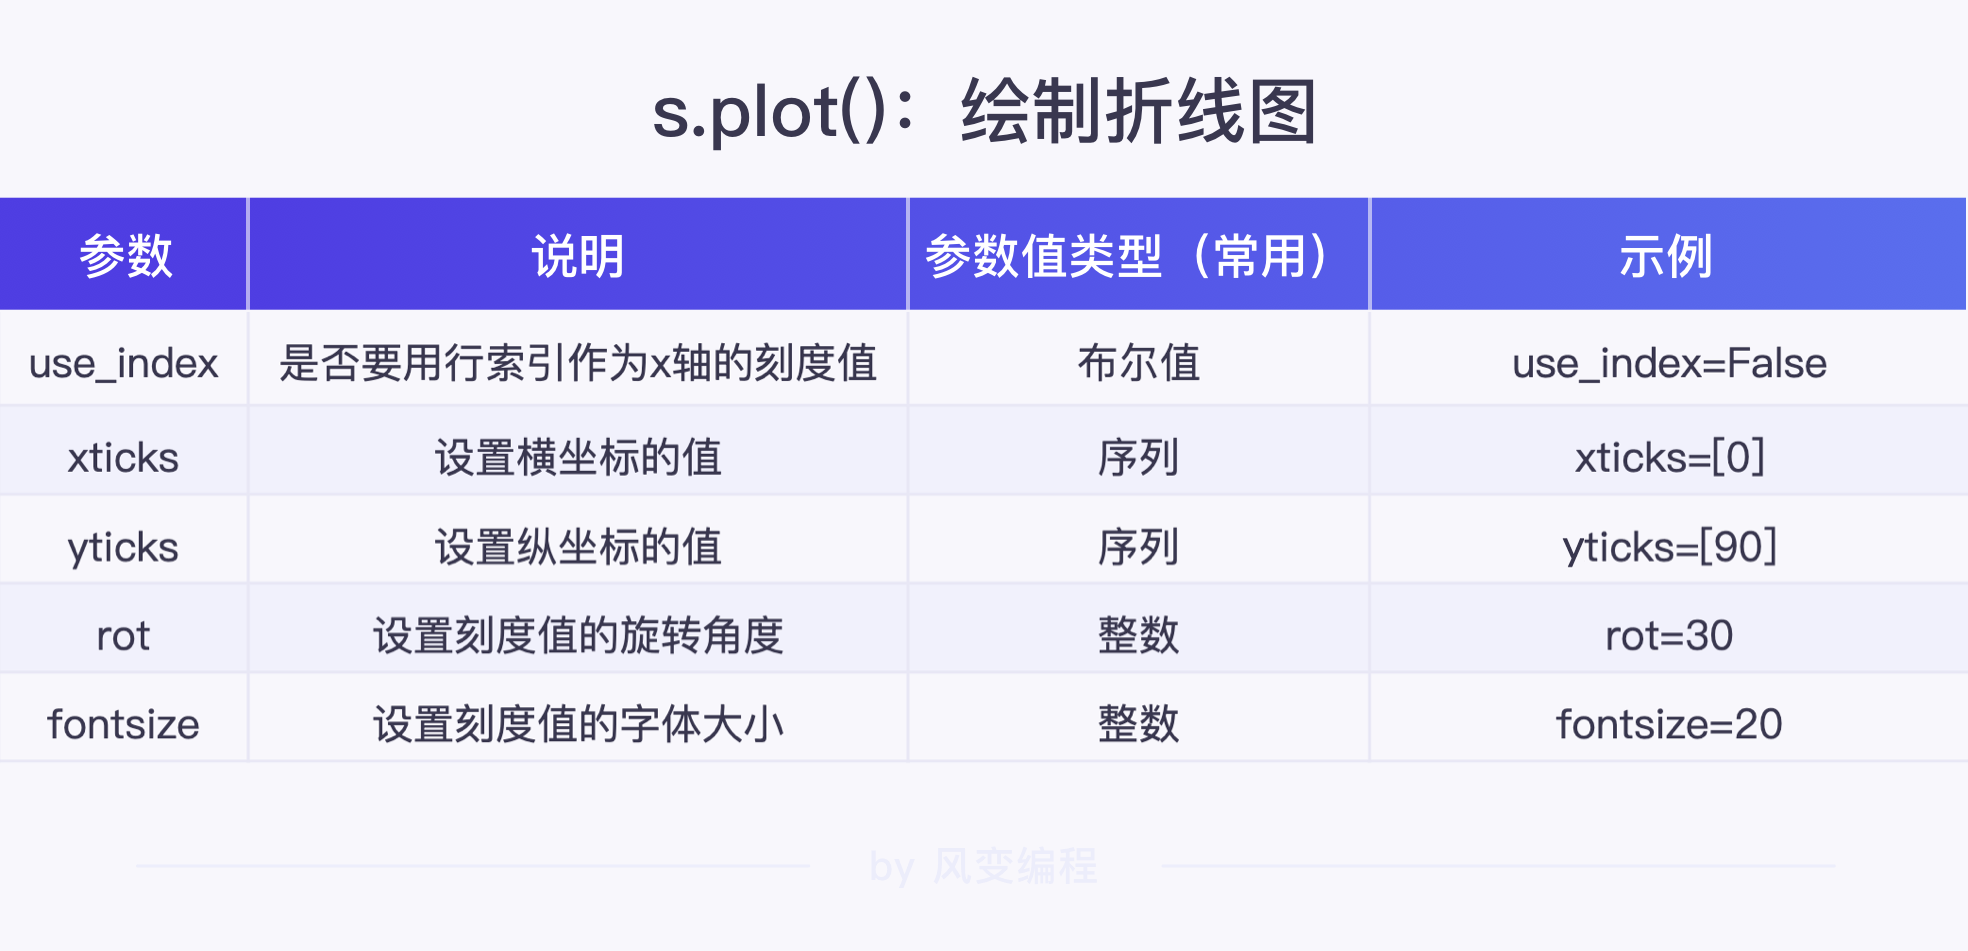 s.plot()：绘制折线图
参数 说明 参数值类型（常用） 示例
use_index 是否要用行索引作为x轴的刻度值 布尔值 use_index=False
xticks 设置横坐标的值 序列 xticks=[0]
yticks 设置纵坐标的值 序列 yticks=[90]
rot 设置刻度值的旋转角度 整数 rot=30
fontsize 设置刻度值的字体大小 整数 fontsize=20
by 风变编程